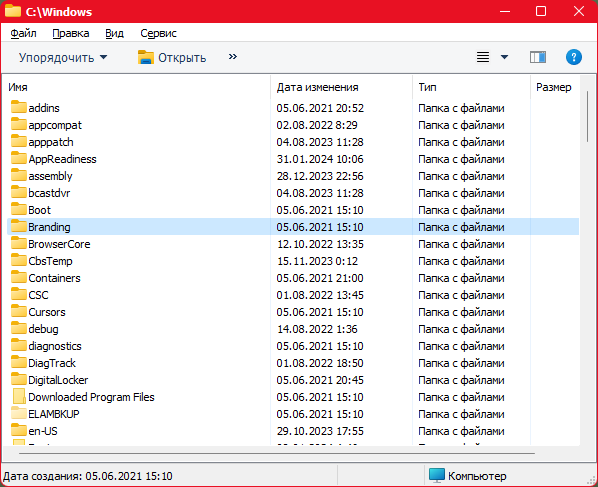 C:\Windows
Файл Правка Вид Сервис
Упорядочить Открыть »
Имя Дата изменения Тип Размер
addins 05.06.2021 20:52 Папка с файлами
appcompat 02.08.2022 8:29 Папка с файлами
apppatch 04.08.2023 11:28 Папка с файлами
AppReadiness 31.01.2024 10:06 Папка с файлами
assembly 28.12.2023 22:56 Папка с файлами
bcastdvr 04.08.2023 11:28 Папка с файлами
Boot 05.06.2021 15:10 Папка с файлами
Branding 05.06.2021 15:10 Папка с файлами
BrowserCore 12.10.2022 13:35 Папка с файлами
CbsTemp 15.11.2023 0:12 Папка с файлами
Containers 05.06.2021 21:00 Папка с файлами
CSC 01.08.2022 13:45 Папка с файлами
Cursors 05.06.2021 15:10 Папка с файлами
debug 14.08.2022 1:36 Папка с файлами
diagnostics 05.06.2021 15:10 Папка с файлами
DiagTrack 01.08.2022 18:50 Папка с файлами
DigitalLocker 05.06.2021 20:45 Папка с файлами
Downloaded Program Files 05.06.2021 15:10 Папка с файлами
ELAMBKUP 05.06.2021 15:10 Папка с файлами
en-US 29.10.2023 17:55 Папка с файлами
Дата создания: 05.06.2021 15:10 Компьютер